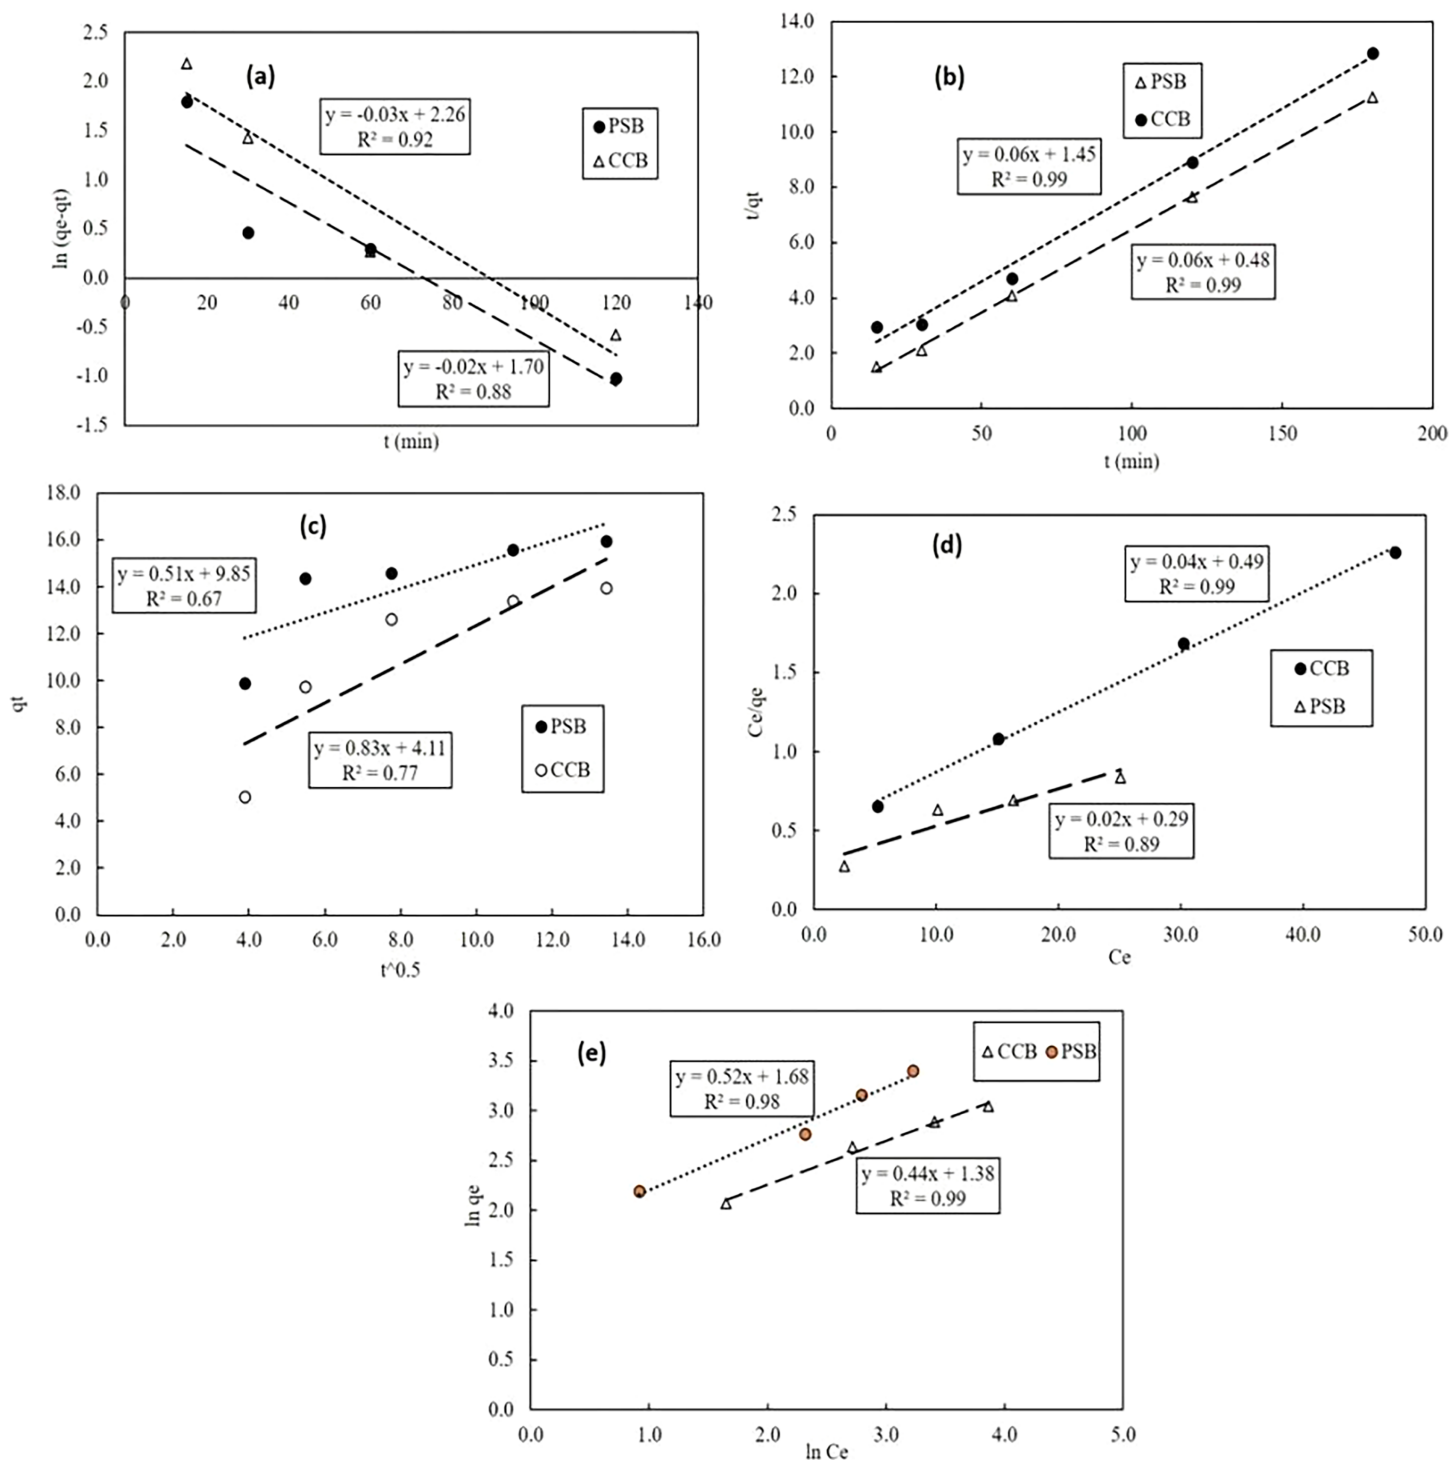 (a)
2.5
2.0
1.5
1.0
0.5
0.0
-0.5
-1.0
-1.5
ln (qe-qt)
y = -0.03x + 2.26
R² = 0.92
PSB
CCB
0 20 40 60 80 100 120 140
y = -0.02x + 1.70
R² = 0.88
t (min)
(b)
14.0
12.0
10.0
8.0
6.0
4.0
2.0
0.0
t/qt
PSB
CCB
y = 0.06x + 1.45
R² = 0.99
y = 0.06x + 0.48
R² = 0.99
0 50 100 150 200
t (min)
(c)
18.0
16.0
14.0
12.0
10.0
8.0
6.0
4.0
2.0
0.0
qt
y = 0.51x + 9.85
R² = 0.67
PSB
CCB
y = 0.83x + 4.11
R² = 0.77
0.0 2.0 4.0 6.0 8.0 10.0 12.0 14.0 16.0
t^0.5
(d)
2.5
2.0
1.5
1.0
0.5
0.0
Ce/qe
y = 0.04x + 0.49
R² = 0.99
CCB
PSB
y = 0.02x + 0.29
R² = 0.89
0.0 10.0 20.0 30.0 40.0 50.0
Ce
(e)
4.0
3.5
3.0
2.5
2.0
1.5
1.0
0.5
0.0
ln qe
CCB PSB
y = 0.52x + 1.68
R² = 0.98
y = 0.44x + 1.38
R² = 0.99
0.0 1.0 2.0 3.0 4.0 5.0
ln Ce